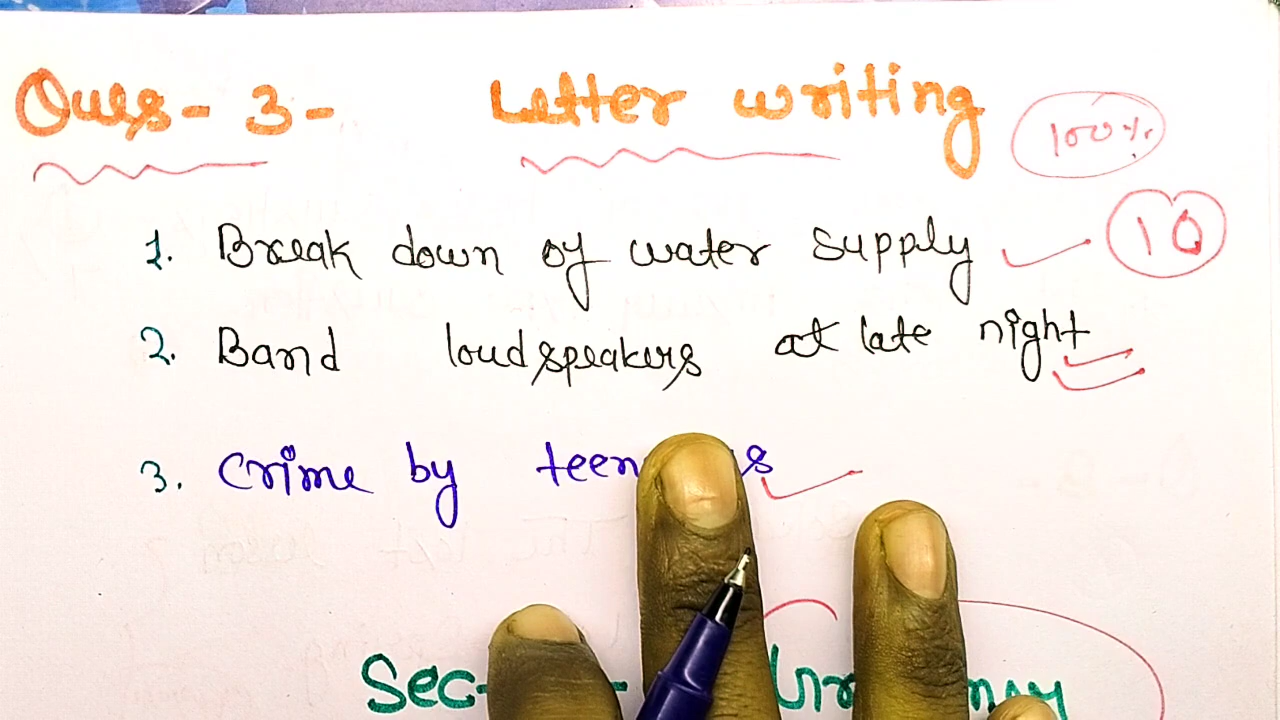 Ques- 3- Letter writing 100%
1. Break down of water supply 10
2. Band loudspeakers at late night
3. Crime by